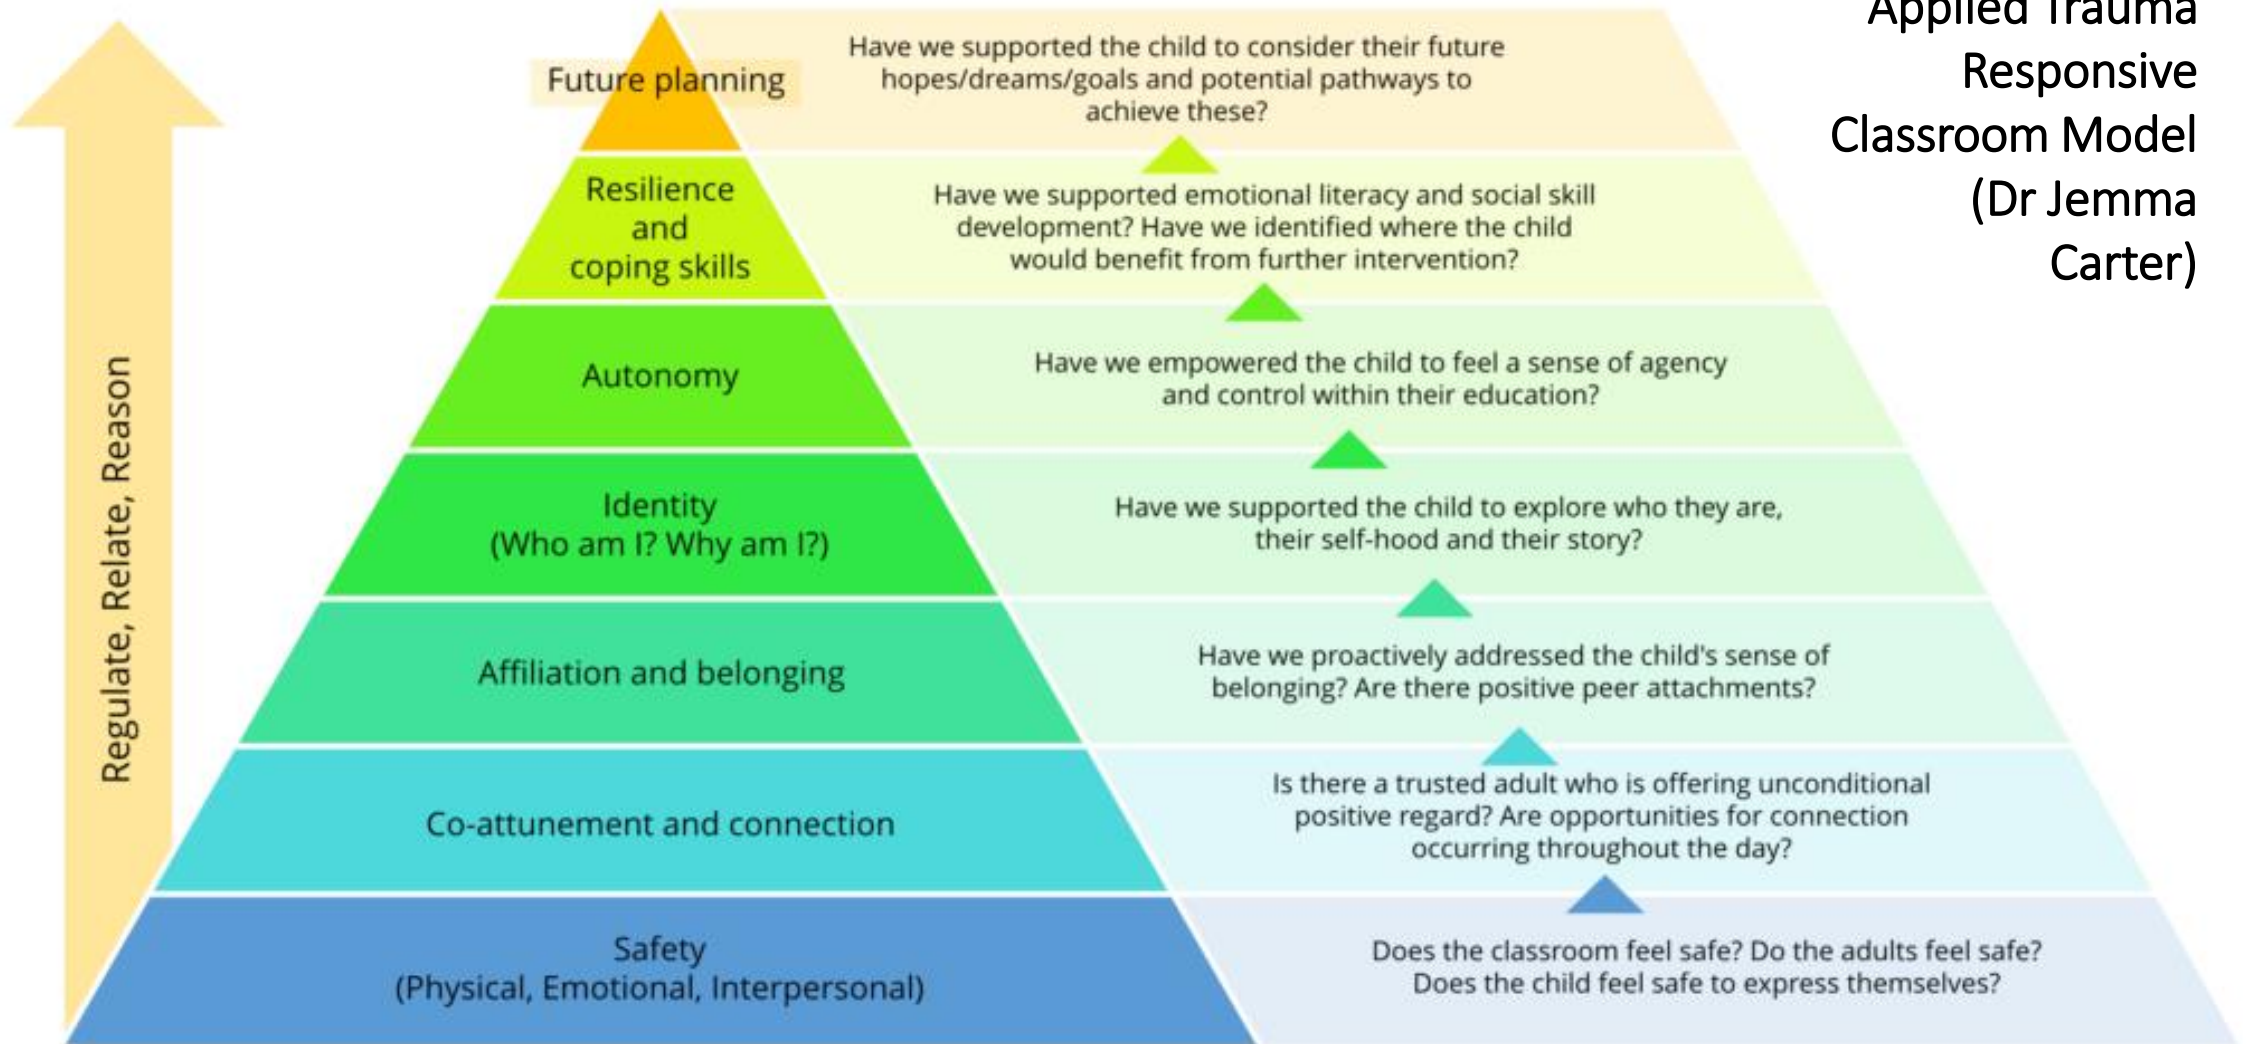 Applied Trauma
Responsive
Classroom Model
(Dr Jemma
Carter)
Regulate, Relate, Reason
Future planning
Have we supported the child to consider their future
hopes/dreams/goals and potential pathways to
achieve these?
Resilience
and
coping skills
Have we supported emotional literacy and social skill
development? Have we identified where the child
would benefit from further intervention?
Autonomy
Have we empowered the child to feel a sense of agency
and control within their education?
Identity
(Who am I? Why am I?)
Have we supported the child to explore who they are,
their self-hood and their story?
Affiliation and belonging
Have we proactively addressed the child's sense of
belonging? Are there positive peer attachments?
Co-attunement and connection
Is there a trusted adult who is offering unconditional
positive regard? Are opportunities for connection
occurring throughout the day?
Safety
(Physical, Emotional, Interpersonal)
Does the classroom feel safe? Do the adults feel safe?
Does the child feel safe to express themselves?